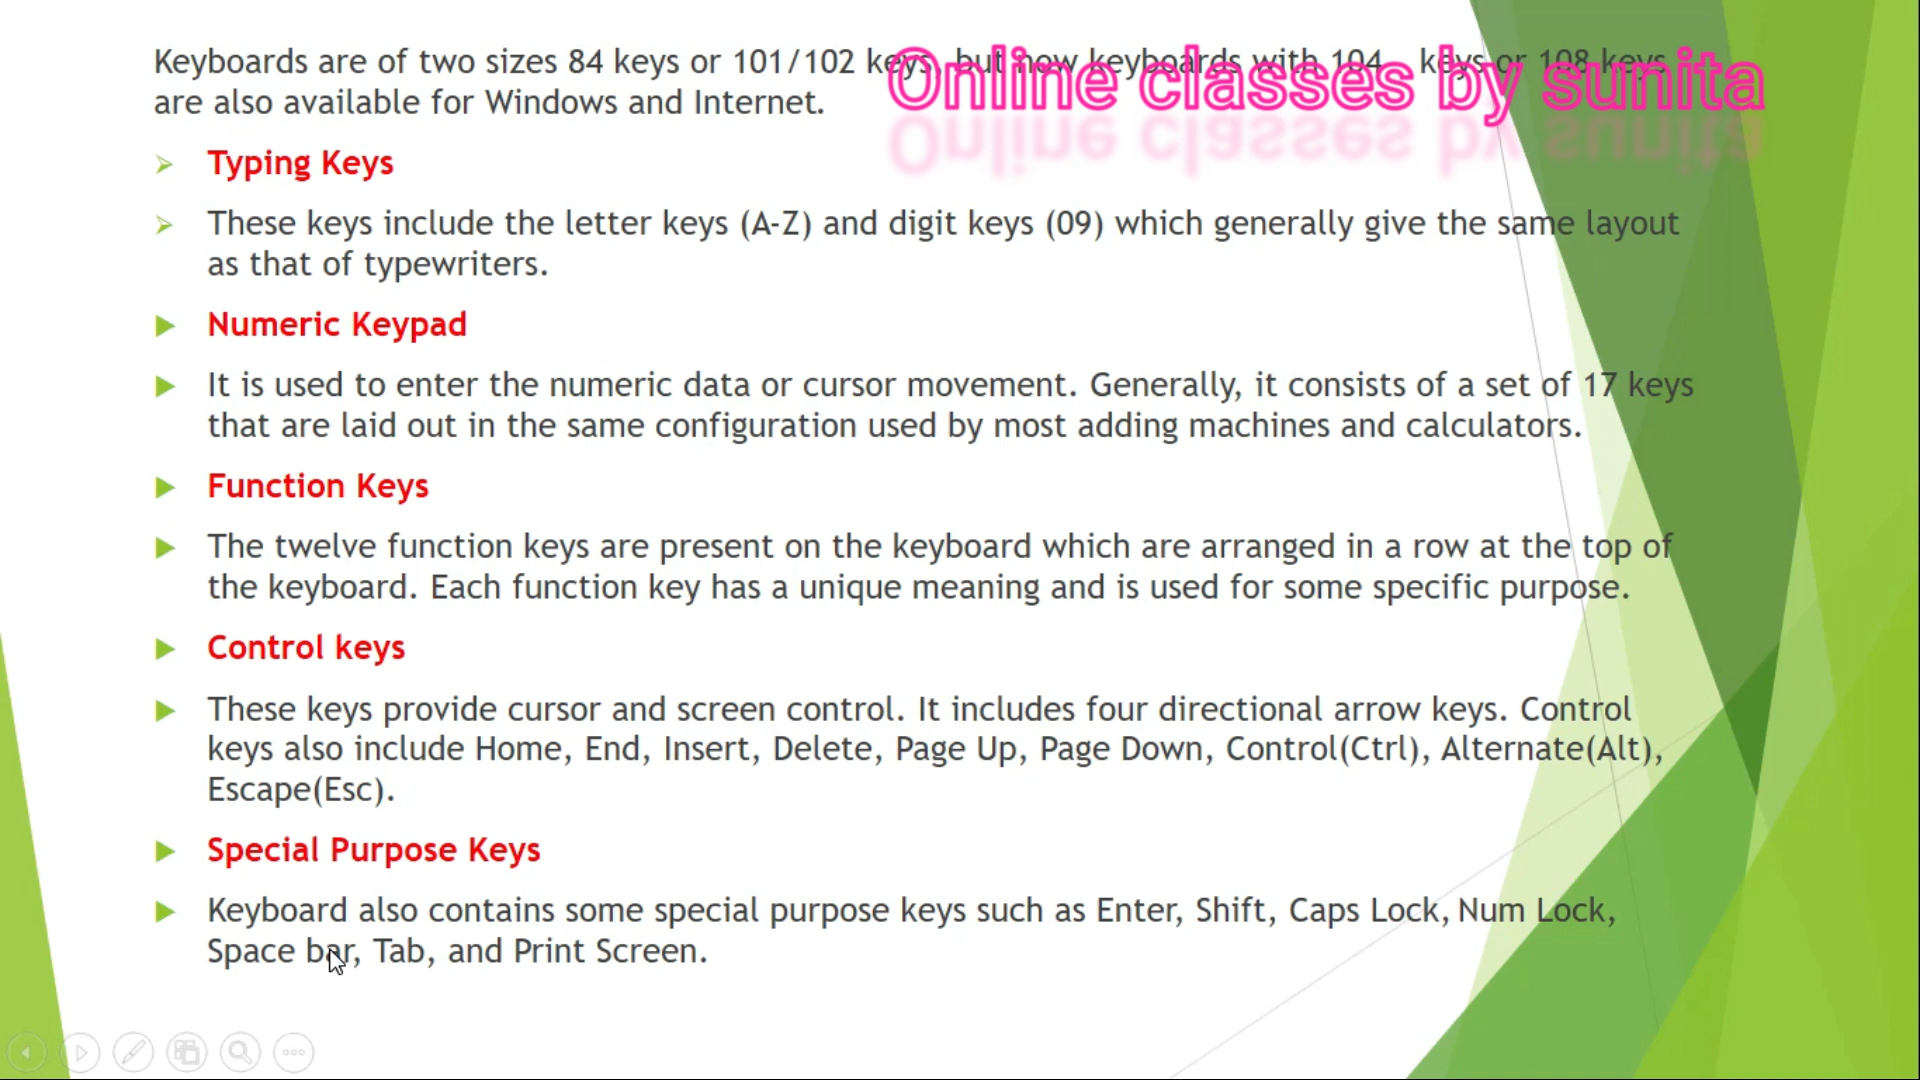 Keyboards are of two sizes 84 keys or 101/102 keys, but now keyboards with 104 keys or 108 keys
are also available for Windows and Internet.
Online classes by sunita
Typing Keys
These keys include the letter keys (A-Z) and digit keys (09) which generally give the same layout
as that of typewriters.
Numeric Keypad
It is used to enter the numeric data or cursor movement. Generally, it consists of a set of 17 keys
that are laid out in the same configuration used by most adding machines and calculators.
Function Keys
The twelve function keys are present on the keyboard which are arranged in a row at the top of
the keyboard. Each function key has a unique meaning and is used for some specific purpose.
Control keys
These keys provide cursor and screen control. It includes four directional arrow keys. Control
keys also include Home, End, Insert, Delete, Page Up, Page Down, Control(Ctrl), Alternate(Alt),
Escape(Esc).
Special Purpose Keys
Keyboard also contains some special purpose keys such as Enter, Shift, Caps Lock, Num Lock,
Space bar, Tab, and Print Screen.